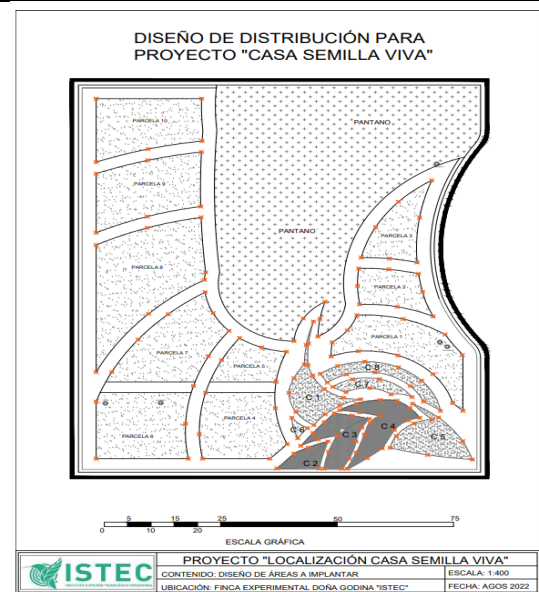 DISEÑO DE DISTRIBUCIÓN PARA
PROYECTO "CASA SEMILLA VIVA"
PARCELA 10
PANTANO
PARCELA 9
PANTANO
PARCELA 3
PARCELA 8
PARCELA 2
PARCELA 1
PARCELA 7
PARCELA 5
C 8
C 7
C 1
PARCELA 4
C 6
C 4
C 3
C 5
PARCELA 6
C 2
5 15 25 50 75
0 10 20
ESCALA GRÁFICA
ISTEC
PROYECTO "LOCALIZACIÓN CASA SEMILLA VIVA"
CONTENIDO: DISEÑO DE ÁREAS A IMPLANTAR
ESCALA: 1:400
UBICACIÓN: FINCA EXPERIMENTAL DOÑA GODINA "ISTEC"
FECHA: AGOS 2022